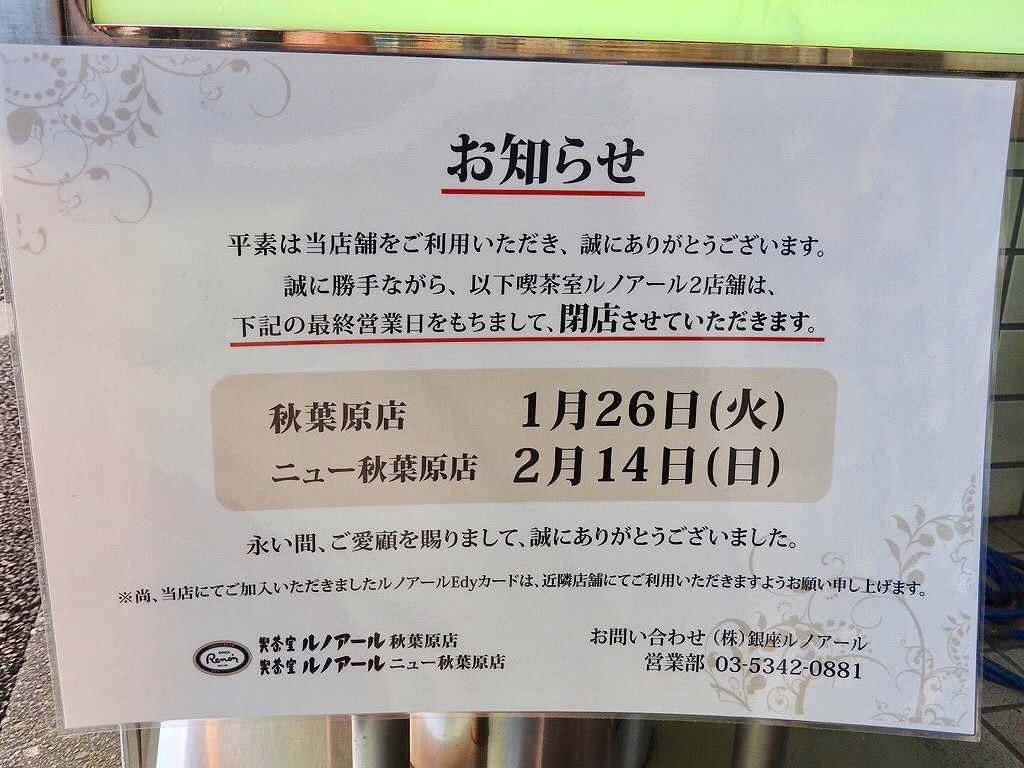 お知らせ
平素は当店舗をご利用いただき、誠にありがとうございます。
誠に勝手ながら、以下喫茶室ルノアール2店舗は、
下記の最終営業日をもちまして、閉店させていただきます。
秋葉原店 1月26日(火)
ニュー秋葉原店 2月14日(日)
永い間、ご愛顧を賜りまして、誠にありがとうございました。
※尚、当店にてご加入いただきましたルノアールEdyカードは、近隣店舗にてご利用いただきますようお願い申し上げます。
Renoir
喫茶室 ルノアール 秋葉原店
喫茶室 ルノアール ニュー秋葉原店
お問い合わせ (株)銀座ルノアール
営業部 03-5342-0881